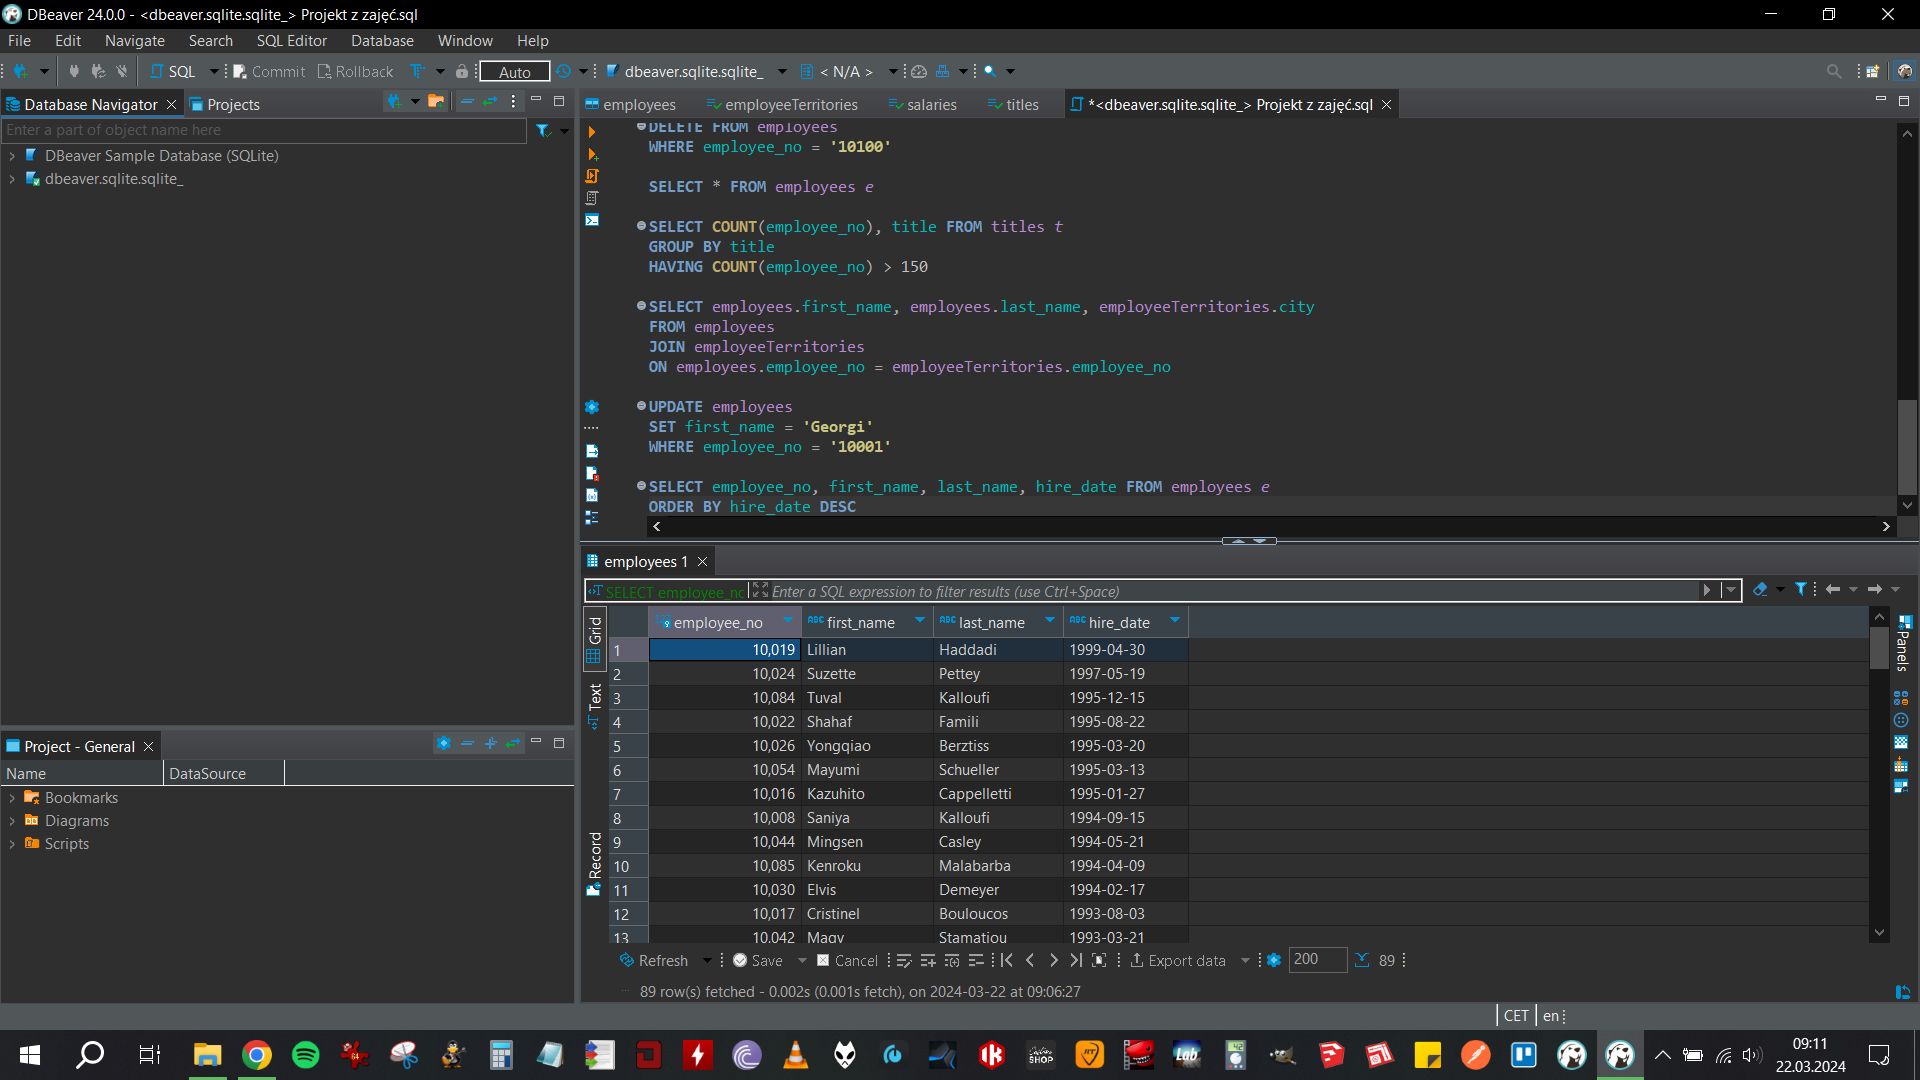 DBeaver 24.0.0 - <dbeaver.sqlite.sqlite_> Projekt z zajęć.sql
File Edit Navigate Search SQL Editor Database Window Help
SQL Commit Rollback Auto dbeaver.sqlite.sqlite_ < N/A >
Database Navigator Projects
Enter a part of object name here
DBeaver Sample Database (SQLite)
dbeaver.sqlite.sqlite_
Project - General
Name DataSource
Bookmarks
Diagrams
Scripts
employees employeeTerritories salaries titles *<dbeaver.sqlite.sqlite_> Projekt z zajęć.sql
DELETE FROM employees
WHERE employee_no = '10100'
SELECT * FROM employees e
SELECT COUNT(employee_no), title FROM titles t
GROUP BY title
HAVING COUNT(employee_no) > 150
SELECT employees.first_name, employees.last_name, employeeTerritories.city
FROM employees
JOIN employeeTerritories
ON employees.employee_no = employeeTerritories.employee_no
UPDATE employees
SET first_name = 'Georgi'
WHERE employee_no = '10001'
SELECT employee_no, first_name, last_name, hire_date FROM employees e
ORDER BY hire_date DESC
employees 1
SELECT employee_no Enter a SQL expression to filter results (use Ctrl+Space)
Grid
Text
Record
Panels
employee_no first_name last_name hire_date
1 10,019 Lillian Haddadi 1999-04-30
2 10,024 Suzette Pettey 1997-05-19
3 10,084 Tuval Kalloufi 1995-12-15
4 10,022 Shahaf Famili 1995-08-22
5 10,026 Yongqiao Berztiss 1995-03-20
6 10,054 Mayumi Schueller 1995-03-13
7 10,016 Kazuhito Cappelletti 1995-01-27
8 10,008 Saniya Kalloufi 1994-09-15
9 10,044 Mingsen Casley 1994-05-21
10 10,085 Kenroku Malabarba 1994-04-09
11 10,030 Elvis Demeyer 1994-02-17
12 10,017 Cristinel Bouloucos 1993-08-03
13 10,042 Magy Stamatiou 1993-03-21
Refresh Save Cancel Export data 200 89
89 row(s) fetched - 0.002s (0.001s fetch), on 2024-03-22 at 09:06:27
CET en
09:11
22.03.2024